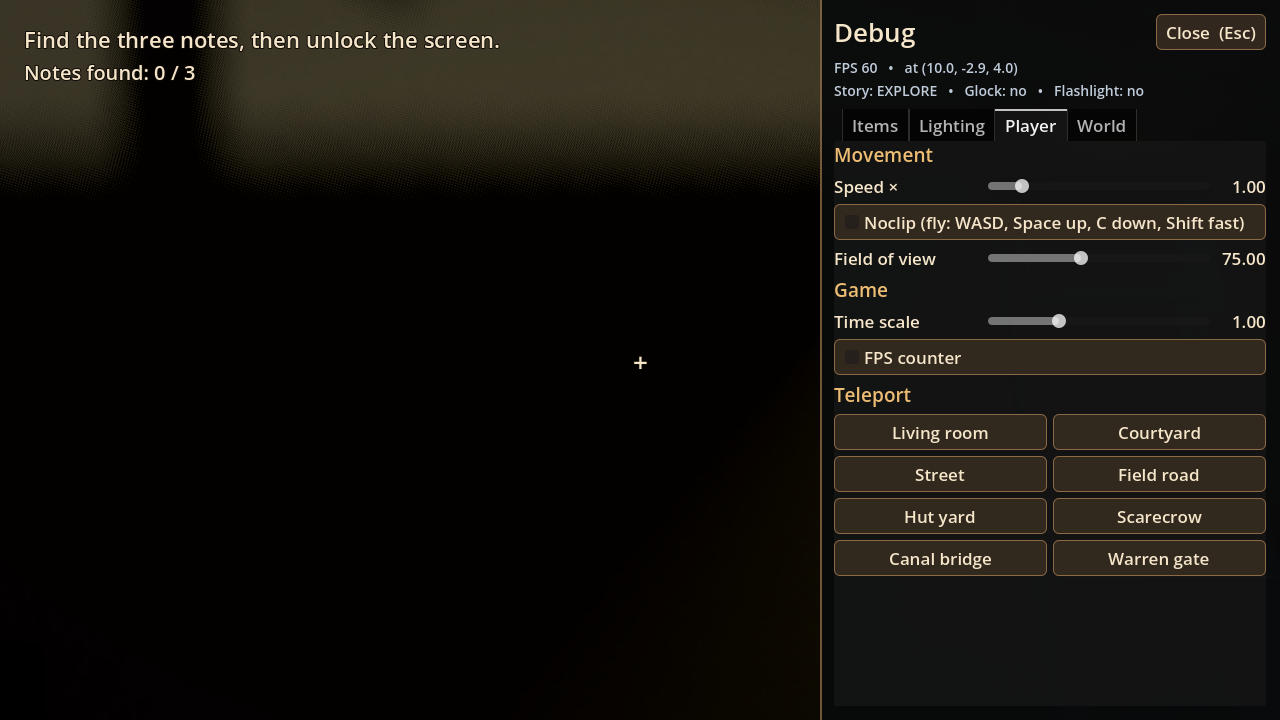 Find the three notes, then unlock the screen.
Notes found: 0 / 3
Debug
Close (Esc)
FPS 60 • at (10.0, -2.9, 4.0)
Story: EXPLORE • Glock: no • Flashlight: no
Items Lighting Player World
Movement
Speed × 1.00
Noclip (fly: WASD, Space up, C down, Shift fast)
Field of view 75.00
Game
Time scale 1.00
FPS counter
Teleport
Living room Courtyard
Street Field road
Hut yard Scarecrow
Canal bridge Warren gate